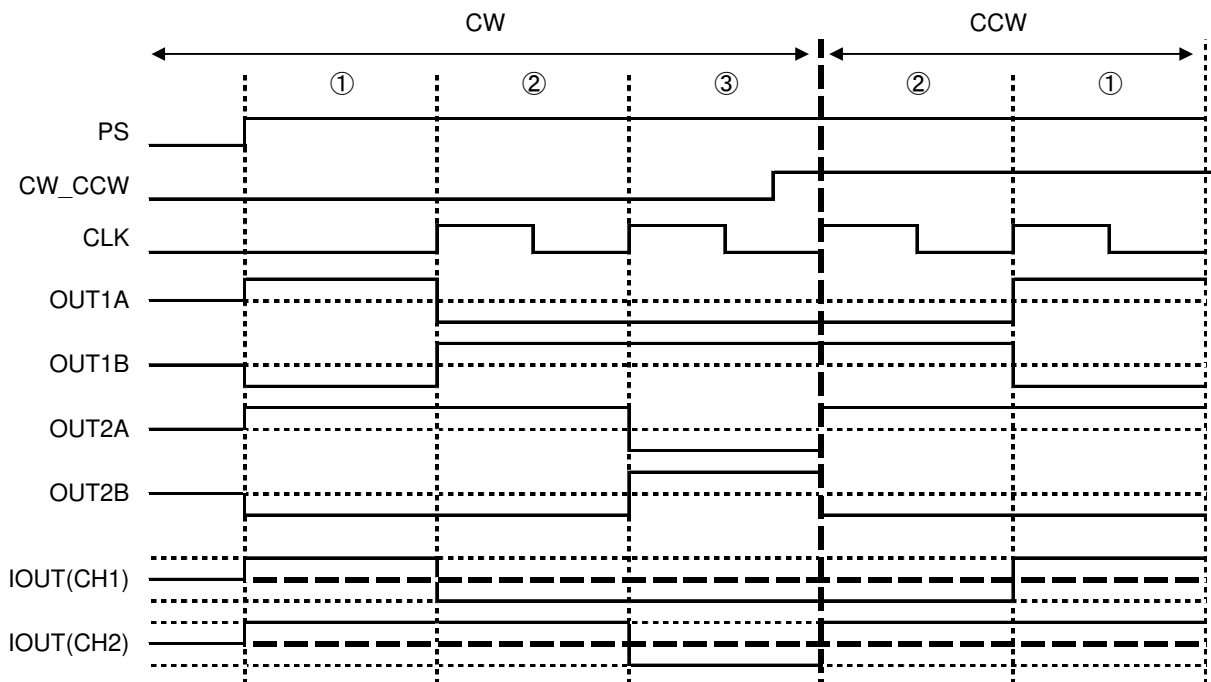 CW CCW
① ② ③ ② ①
PS
CW_CCW
CLK
OUT1A
OUT1B
OUT2A
OUT2B
IOUT(CH1)
IOUT(CH2)